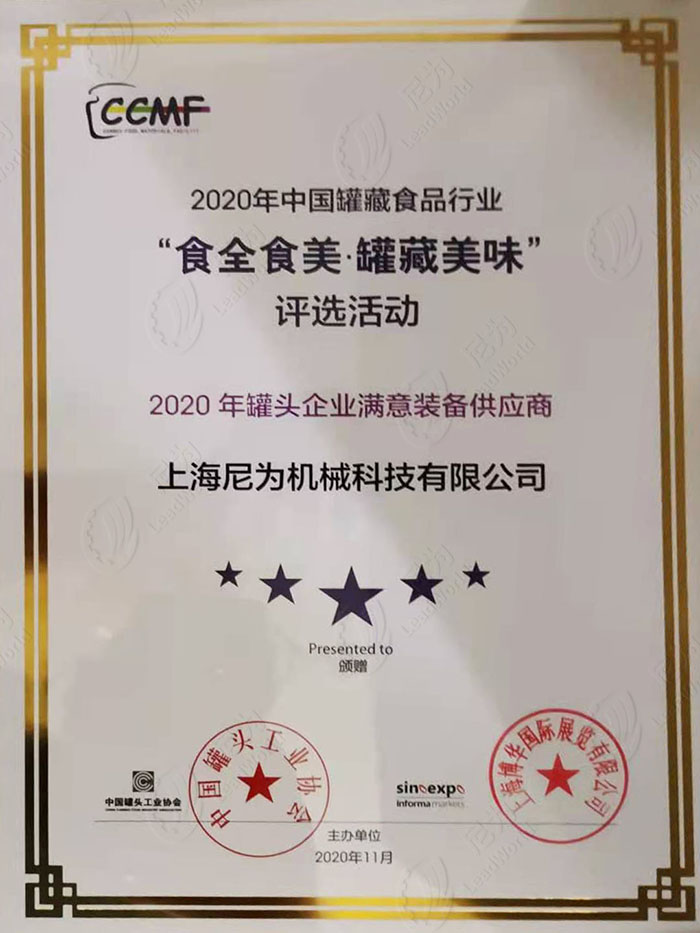 CCMF
2020年中国罐藏食品行业
“食全食美·罐藏美味”
评选活动
2020 年罐头企业满意装备供应商
上海尼为机械科技有限公司
Presented to
颁赠
中国罐头工业协会
中国罐头工业协会
sinoexpo
informa markets
上海博华国际展览有限公司
主办单位
2020年11月
尼为
LeadWorld